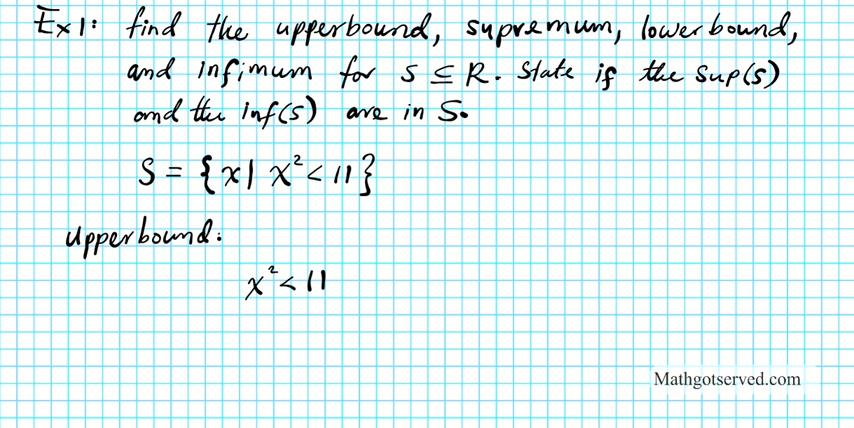 Ex1: find the upperbound, supremum, lowerbound,
and infimum for S ⊆ R. State if the Sup(s)
and the inf(s) are in S.
S = {x| x² < 11}
Upperbound:
x² < 11
Mathgotserved.com